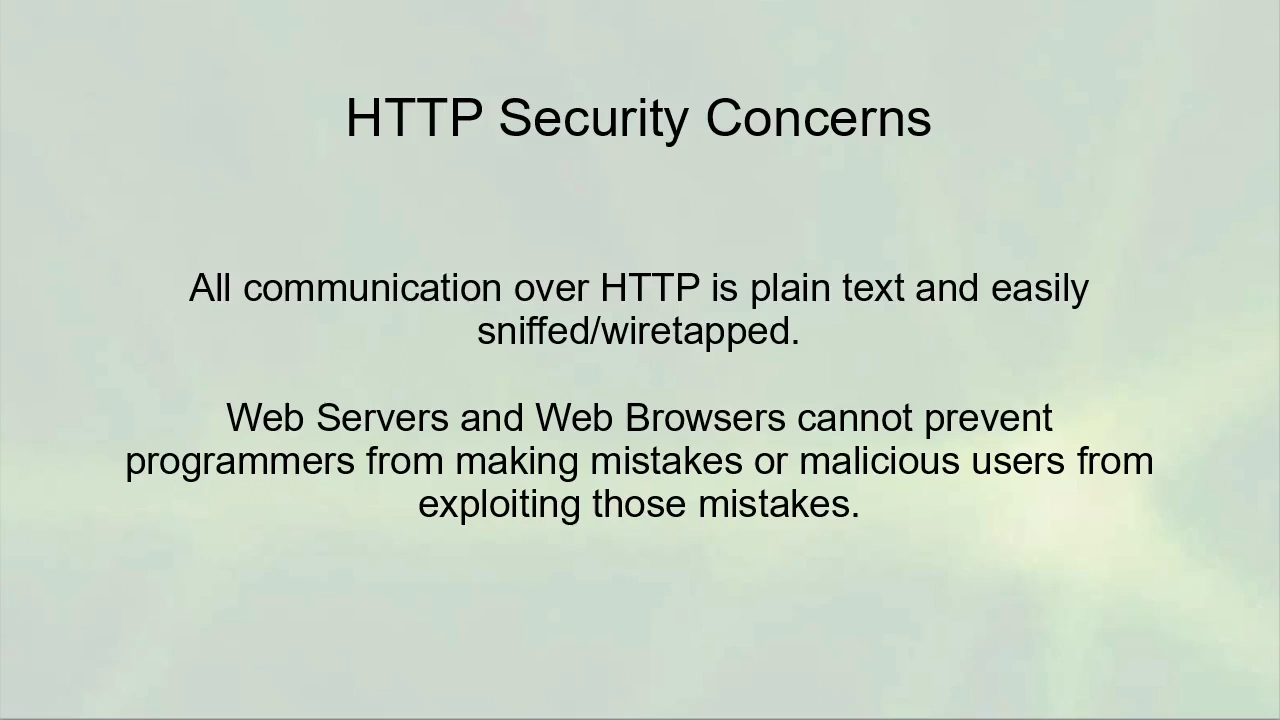 HTTP Security Concerns
All communication over HTTP is plain text and easily
sniffed/wiretapped.
Web Servers and Web Browsers cannot prevent
programmers from making mistakes or malicious users from
exploiting those mistakes.